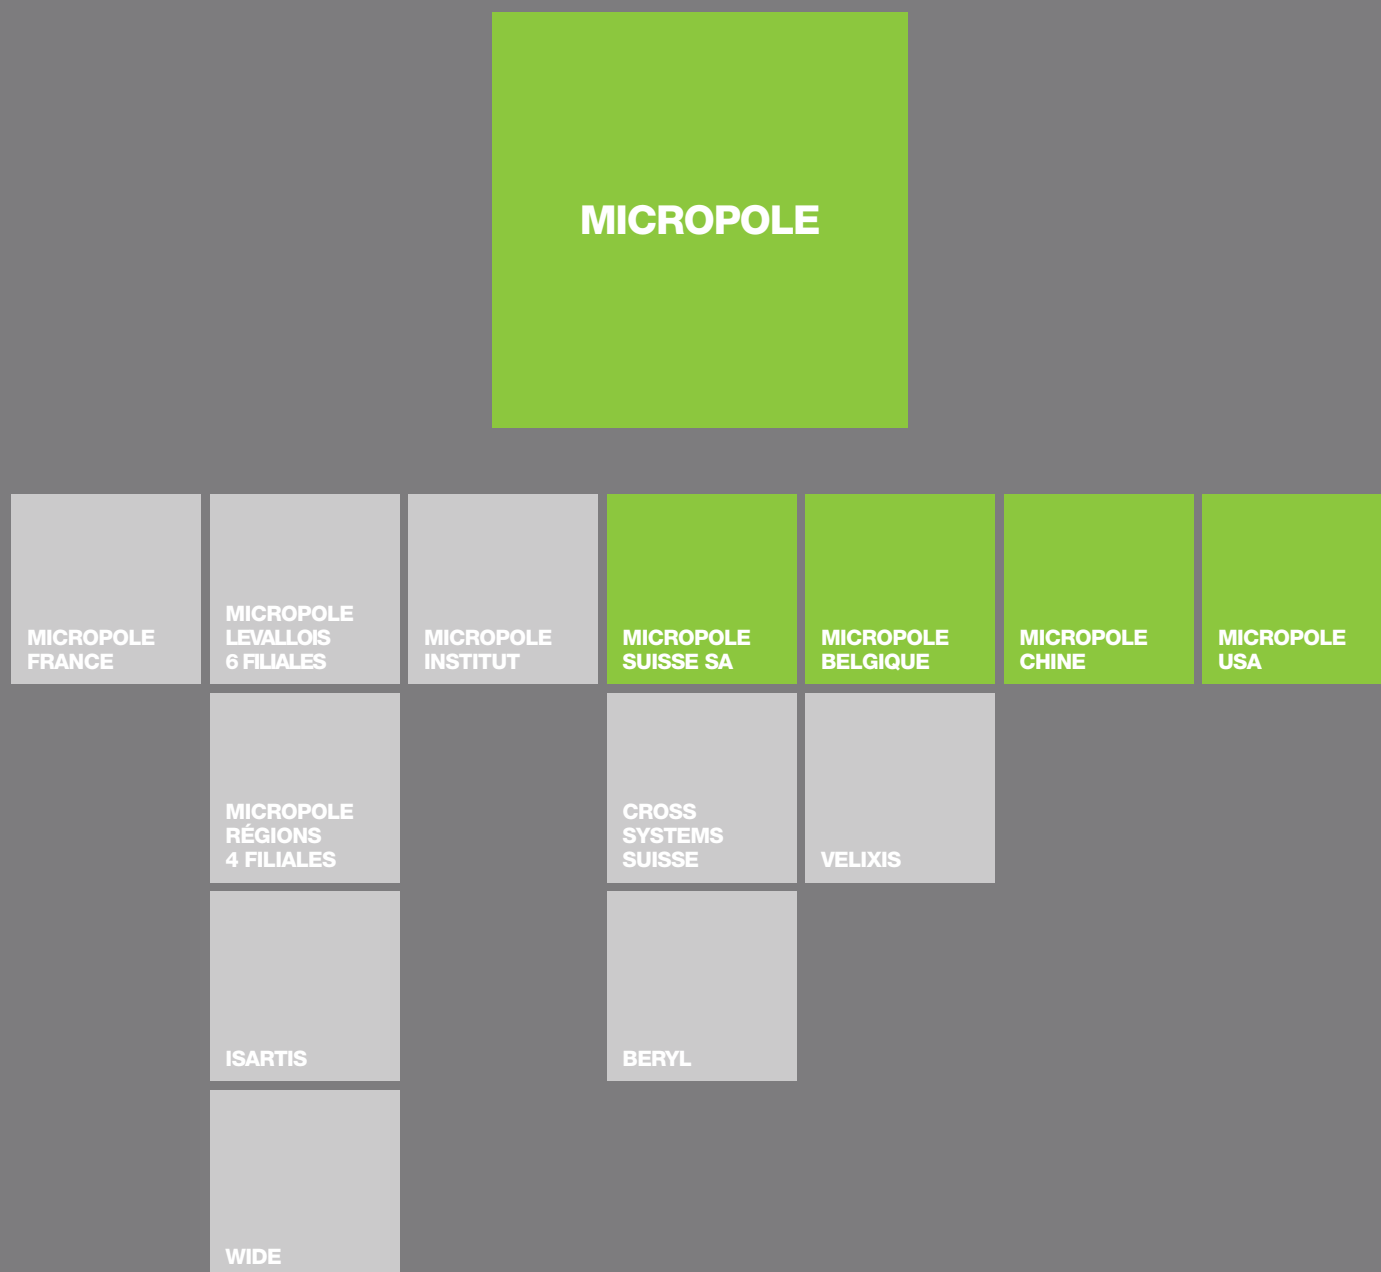 MICROPOLE
MICROPOLE
FRANCE
MICROPOLE
LEVALLOIS
6 FILIALES
MICROPOLE
INSTITUT
MICROPOLE
SUISSE SA
MICROPOLE
BELGIQUE
MICROPOLE
CHINE
MICROPOLE
USA
MICROPOLE
RÉGIONS
4 FILIALES
CROSS
SYSTEMS
SUISSE
VELIXIS
ISARTIS
BERYL
WIDE